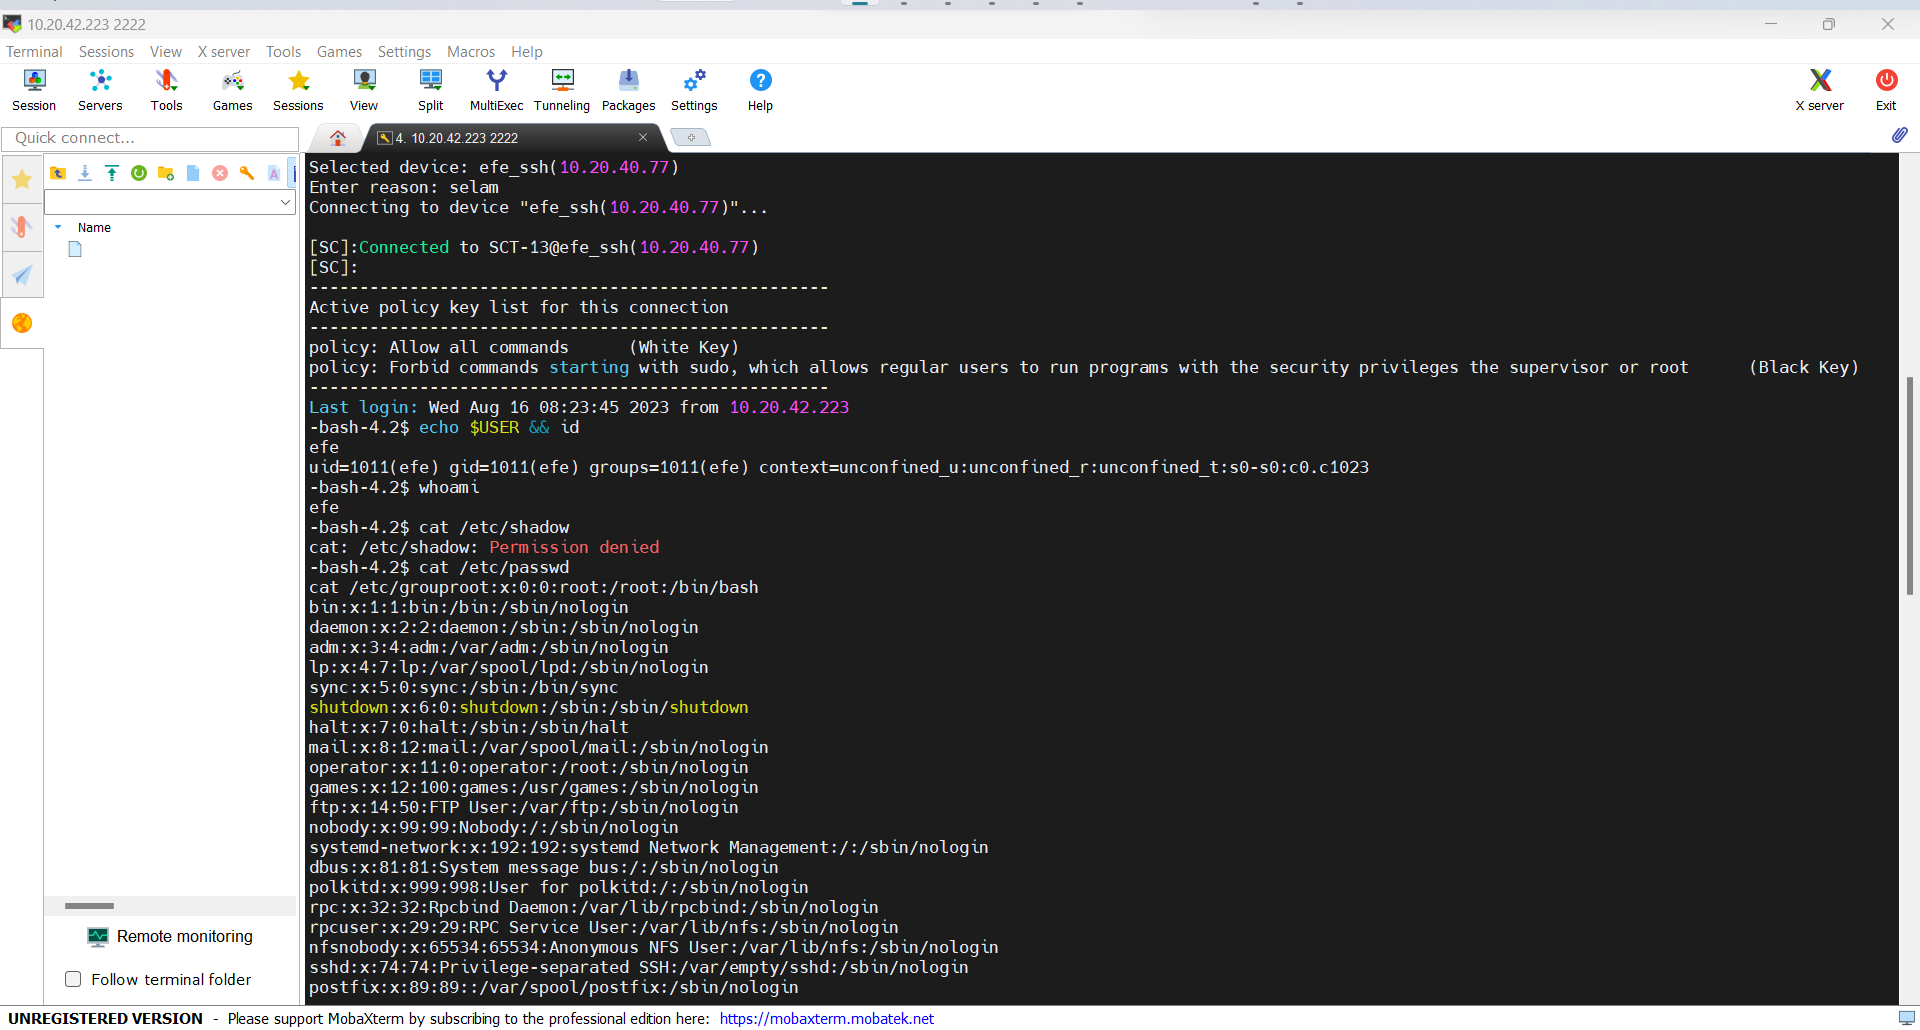 10.20.42.223 2222
Terminal Sessions View X server Tools Games Settings Macros Help
Session Servers Tools Games Sessions View Split MultiExec Tunneling Packages Settings Help X server Exit
Quick connect...
4. 10.20.42.223 2222
Name
Selected device: efe_ssh(10.20.40.77)
Enter reason: selam
Connecting to device "efe_ssh(10.20.40.77)"...
[SC]:Connected to SCT-13@efe_ssh(10.20.40.77)
[SC]:
----------------------------------------------------
Active policy key list for this connection
----------------------------------------------------
policy: Allow all commands      (White Key)
policy: Forbid commands starting with sudo, which allows regular users to run programs with the security privileges the supervisor or root      (Black Key)
----------------------------------------------------
Last login: Wed Aug 16 08:23:45 2023 from 10.20.42.223
-bash-4.2$ echo $USER && id
efe
uid=1011(efe) gid=1011(efe) groups=1011(efe) context=unconfined_u:unconfined_r:unconfined_t:s0-s0:c0.c1023
-bash-4.2$ whoami
efe
-bash-4.2$ cat /etc/shadow
cat: /etc/shadow: Permission denied
-bash-4.2$ cat /etc/passwd
cat /etc/grouproot:x:0:0:root:/root:/bin/bash
bin:x:1:1:bin:/bin:/sbin/nologin
daemon:x:2:2:daemon:/sbin:/sbin/nologin
adm:x:3:4:adm:/var/adm:/sbin/nologin
lp:x:4:7:lp:/var/spool/lpd:/sbin/nologin
sync:x:5:0:sync:/sbin:/bin/sync
shutdown:x:6:0:shutdown:/sbin:/sbin/shutdown
halt:x:7:0:halt:/sbin:/sbin/halt
mail:x:8:12:mail:/var/spool/mail:/sbin/nologin
operator:x:11:0:operator:/root:/sbin/nologin
games:x:12:100:games:/usr/games:/sbin/nologin
ftp:x:14:50:FTP User:/var/ftp:/sbin/nologin
nobody:x:99:99:Nobody:/:/sbin/nologin
systemd-network:x:192:192:systemd Network Management:/:/sbin/nologin
dbus:x:81:81:System message bus:/:/sbin/nologin
polkitd:x:999:998:User for polkitd:/:/sbin/nologin
rpc:x:32:32:Rpcbind Daemon:/var/lib/rpcbind:/sbin/nologin
rpcuser:x:29:29:RPC Service User:/var/lib/nfs:/sbin/nologin
nfsnobody:x:65534:65534:Anonymous NFS User:/var/lib/nfs:/sbin/nologin
sshd:x:74:74:Privilege-separated SSH:/var/empty/sshd:/sbin/nologin
postfix:x:89:89::/var/spool/postfix:/sbin/nologin
Remote monitoring
Follow terminal folder
UNREGISTERED VERSION - Please support MobaXterm by subscribing to the professional edition here: https://mobaxterm.mobatek.net